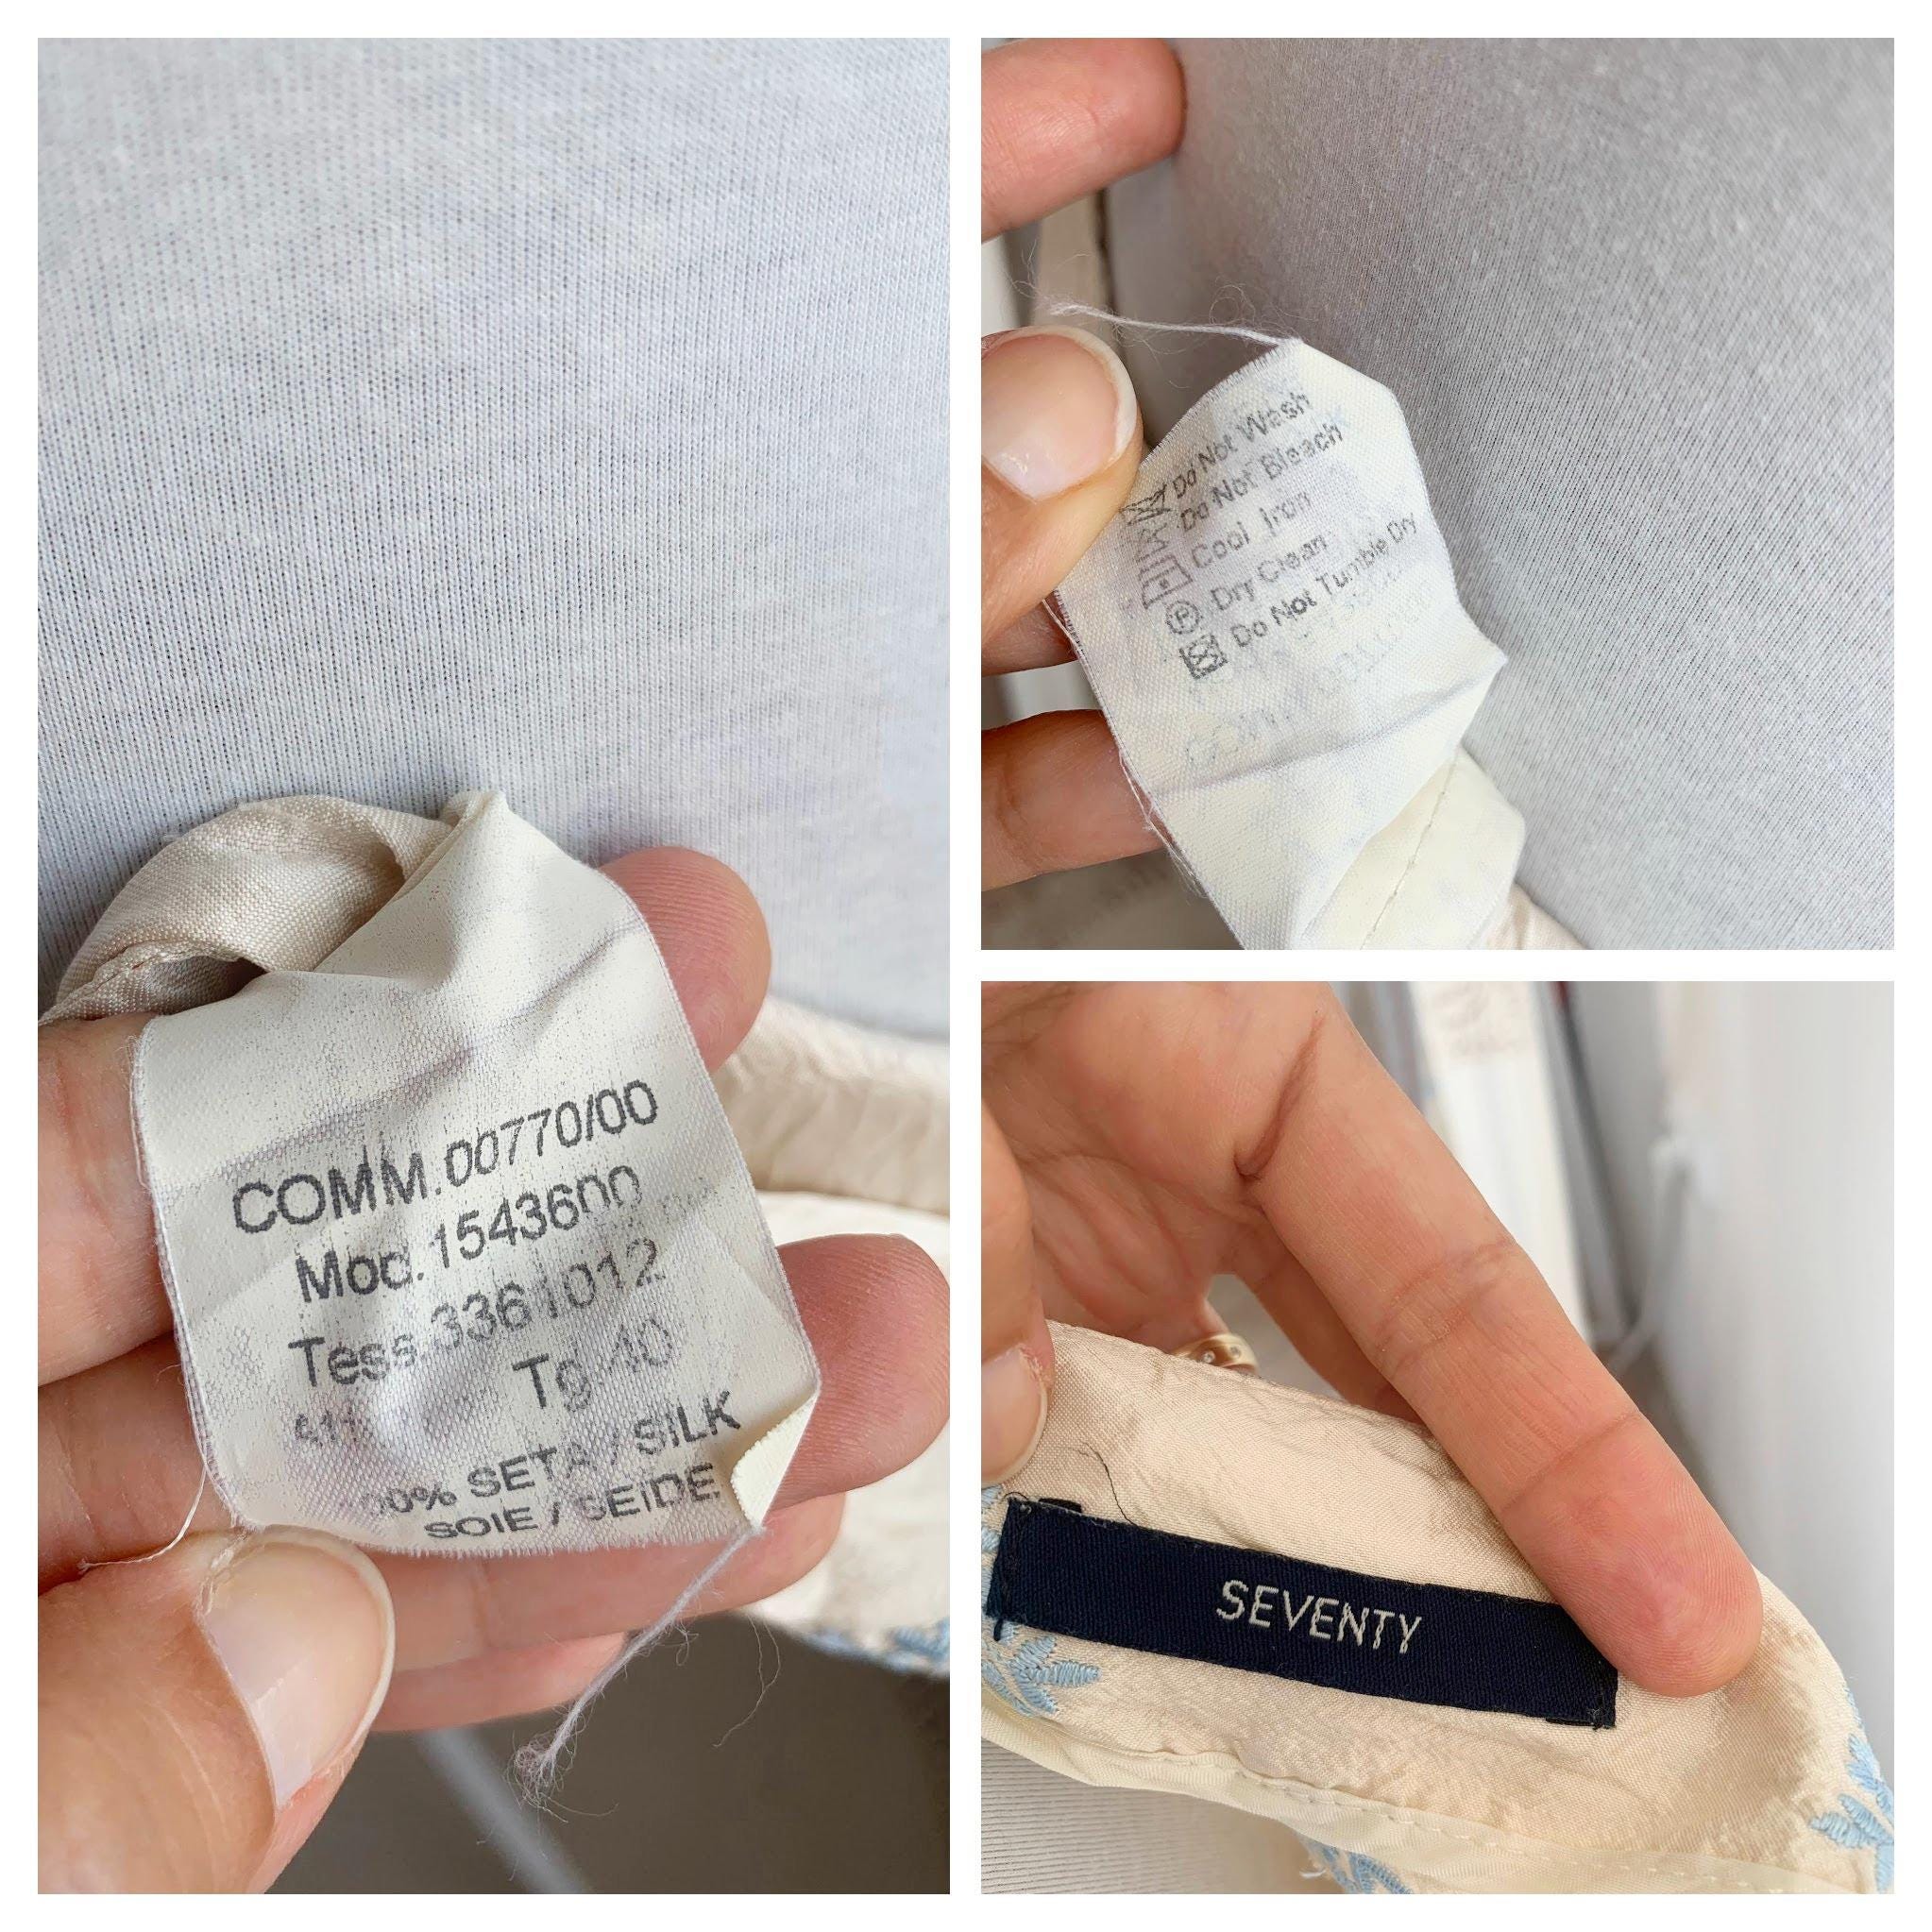 COMM.00770/00
Mod.1543600
Tess.3361012
Tg 40
SETA / SILK
SOIE / SEIDE
Do Not Wash
Do Not Bleach
Cool Iron
Dry Clean
Do Not Tumble Dry
SEVENTY